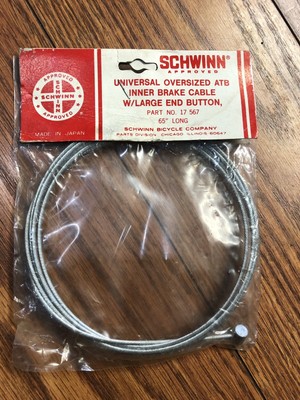 APPROVED
SCHWINN
APPROVED
MADE IN JAPAN
SCHWINN®
APPROVED
UNIVERSAL OVERSIZED ATB
INNER BRAKE CABLE
W/LARGE END BUTTON,
PART NO. 17 567
65" LONG
SCHWINN BICYCLE COMPANY
PARTS DIVISION CHICAGO ILLINOIS-60647